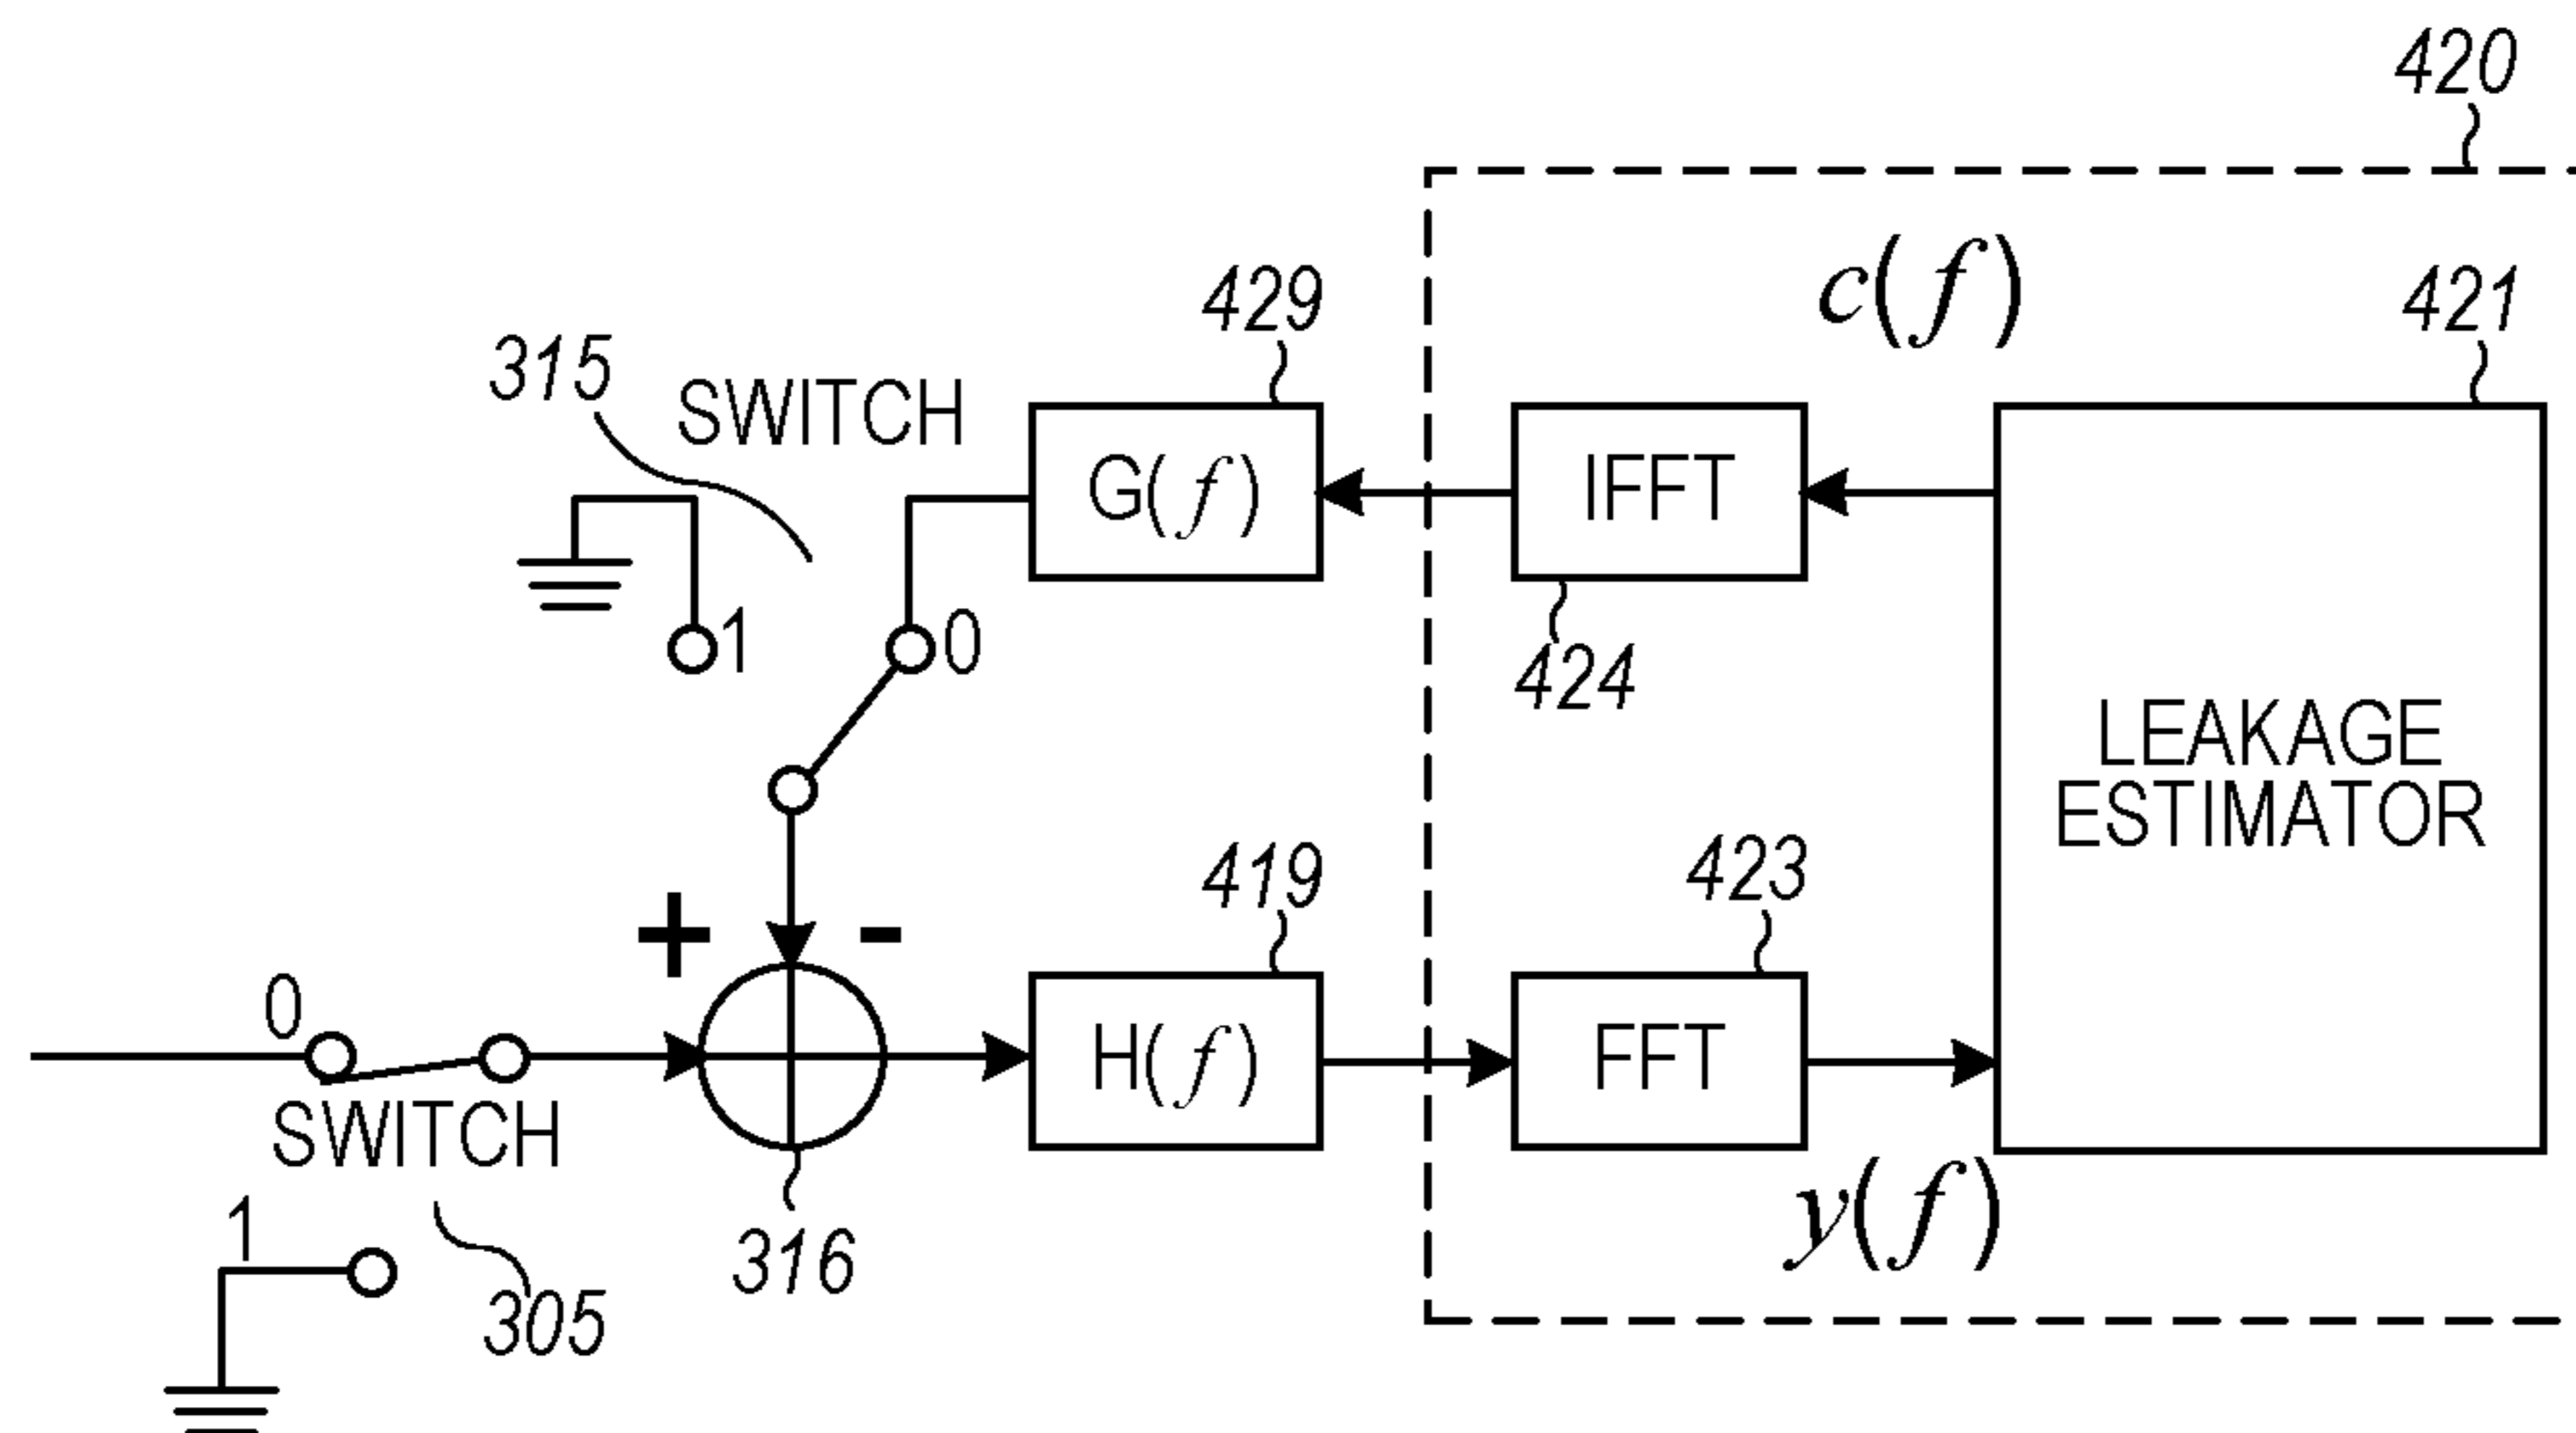 420
c(f)
429
421
315
SWITCH
G(f)
IFFT
1
0
424
LEAKAGE
ESTIMATOR
+
-
419
423
0
H(f)
FFT
SWITCH
y(f)
1
316
305